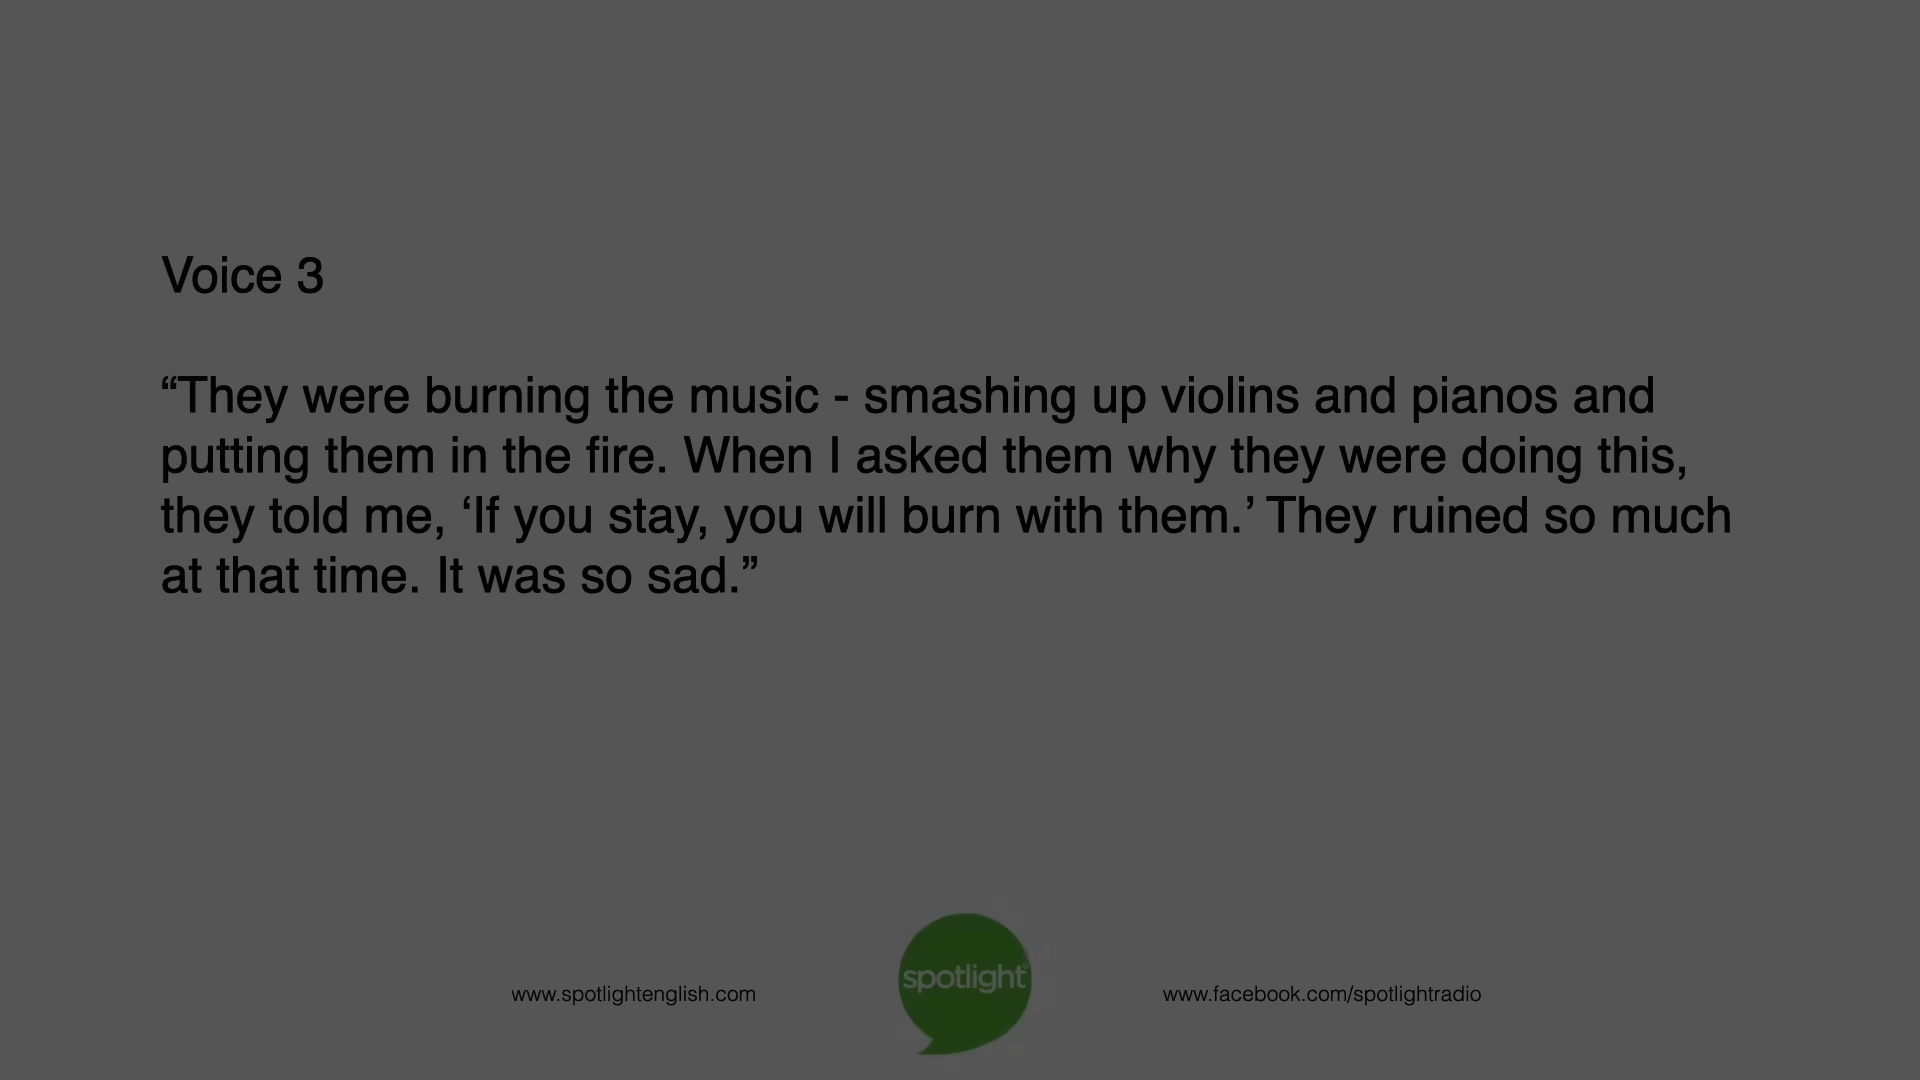 Voice 3
“They were burning the music - smashing up violins and pianos and
putting them in the fire. When I asked them why they were doing this,
they told me, ‘If you stay, you will burn with them.’ They ruined so much
at that time. It was so sad.”
www.spotlightenglish.com
spotlight®
www.facebook.com/spotlightradio